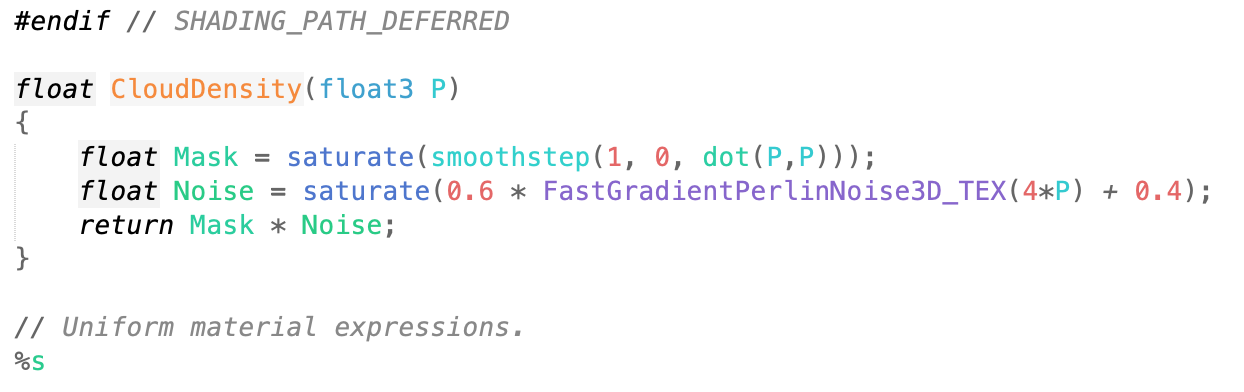 #endif // SHADING_PATH_DEFERRED
float CloudDensity(float3 P)
{
float Mask = saturate(smoothstep(1, 0, dot(P,P)));
float Noise = saturate(0.6 * FastGradientPerlinNoise3D_TEX(4*P) + 0.4);
return Mask * Noise;
}
// Uniform material expressions.
%s